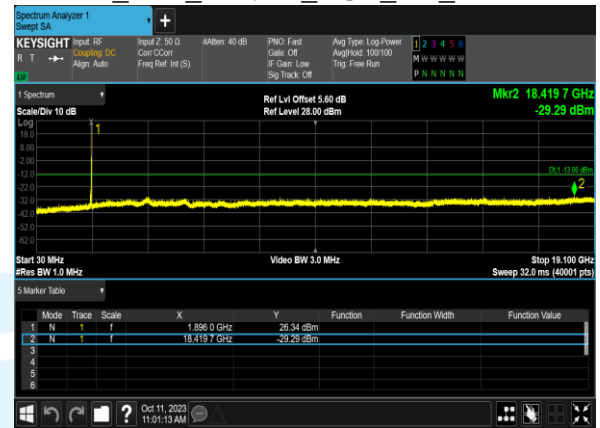 Spectrum Analyzer 1
Swept SA
+
KEYSIGHT Input: RF Input Z: 50 Ω #Atten: 40 dB PNO: Fast Avg Type: Log-Power 1 2 3 4 5 6
R T Coupling: DC Corr CCorr Gate: Off Avg|Hold: 100/100 M W W W W W
Align: Auto Freq Ref: Int (S) IF Gain: Low Trig: Free Run
Sig Track: Off P N N N N N
1 Spectrum Ref Lvl Offset 5.60 dB Mkr2 18.419 7 GHz
Scale/Div 10 dB Ref Level 28.00 dBm -29.29 dBm
Log
1
18.0
8.00
-2.00
-12.0 DL1 -13.00 dBm
-22.0 2
-32.0
-42.0
-52.0
-62.0
Start 30 MHz Video BW 3.0 MHz Stop 19.100 GHz
#Res BW 1.0 MHz Sweep 32.0 ms (40001 pts)
5 Marker Table
Mode Trace Scale X Y Function Function Width Function Value
1 N 1 f 1.896 0 GHz 26.34 dBm
2 N 1 f 18.419 7 GHz -29.29 dBm
3
4
5
6
? Oct 11, 2023
11:01:13 AM